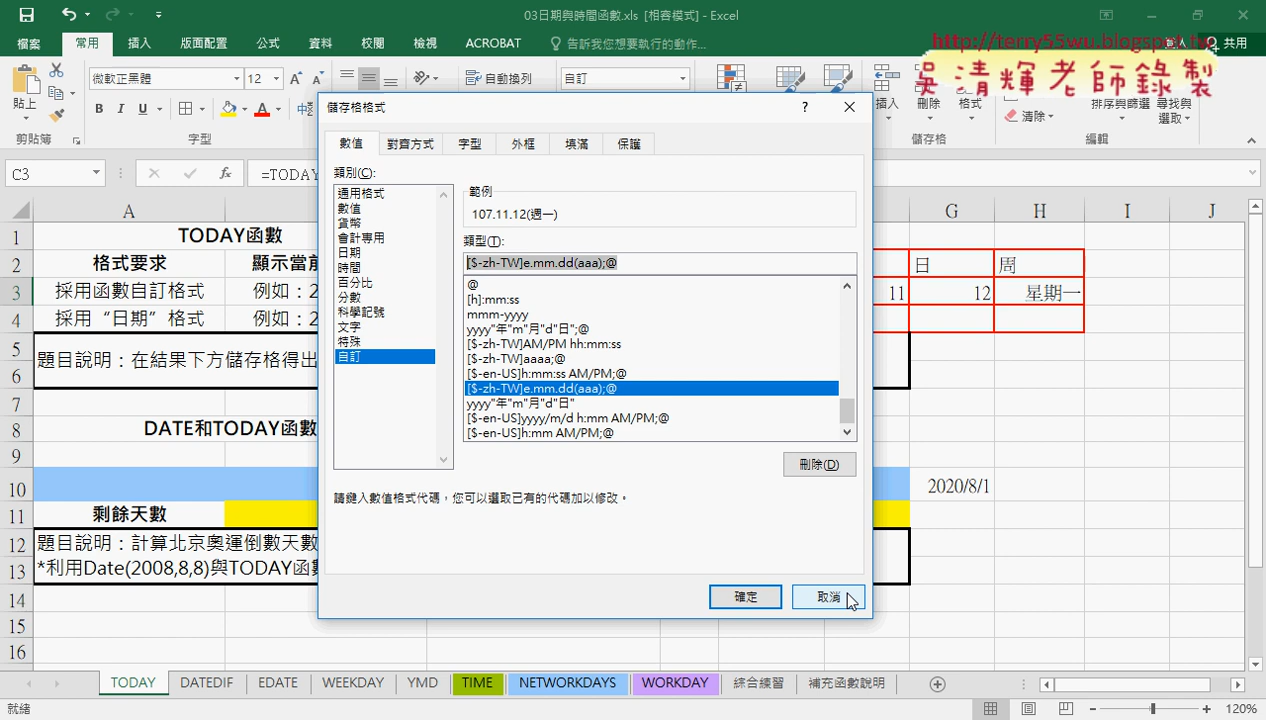 03日期與時間函數.xls [相容模式] - Excel
http://terry55wu.blogspot.tw
檔案 常用 插入 版面配置 公式 資料 校閱 檢視 ACROBAT 告訴我您想要執行的動作... 共用
吳清輝老師錄製
微軟正黑體 12 自動換列 自訂
貼上 插入 刪除 格式 清除 排序與篩選 尋找與選取
剪貼簿 字型 儲存格 編輯
C3 =TODAY
儲存格格式
數值 對齊方式 字型 外框 填滿 保護
類別(C):
通用格式
數值
貨幣
會計專用
日期
時間
百分比
分數
科學記號
文字
特殊
自訂
範例
107.11.12(週一)
類型(T):
[$-zh-TW]e.mm.dd(aaa);@
@
[h]:mm:ss
mmm-yyyy
yyyy"年"m"月"d"日";@
[$-zh-TW]AM/PM hh:mm:ss
[$-zh-TW]aaaa;@
[$-en-US]h:mm:ss AM/PM;@
[$-zh-TW]e.mm.dd(aaa);@
yyyy"年"m"月"d"日"
[$-en-US]yyyy/m/d h:mm AM/PM;@
[$-en-US]h:mm AM/PM;@
刪除(D)
請鍵入數值格式代碼，您可以選取已有的代碼加以修改。
確定 取消
A G H I J
1 TODAY函數
2 格式要求 顯示當前 日 周
3 採用函數自訂格式 例如：2 11 12 星期一
4 採用“日期”格式 例如：2
5 題目說明：在結果下方儲存格得出
6
7
8 DATE和TODAY函數
9
10 2020/8/1
11 剩餘天數
12 題目說明：計算北京奧運倒數天數
13 *利用Date(2008,8,8)與TODAY函數
14
15
16
TODAY DATEDIF EDATE WEEKDAY YMD TIME NETWORKDAYS WORKDAY 綜合練習 補充函數說明
就緒 120%